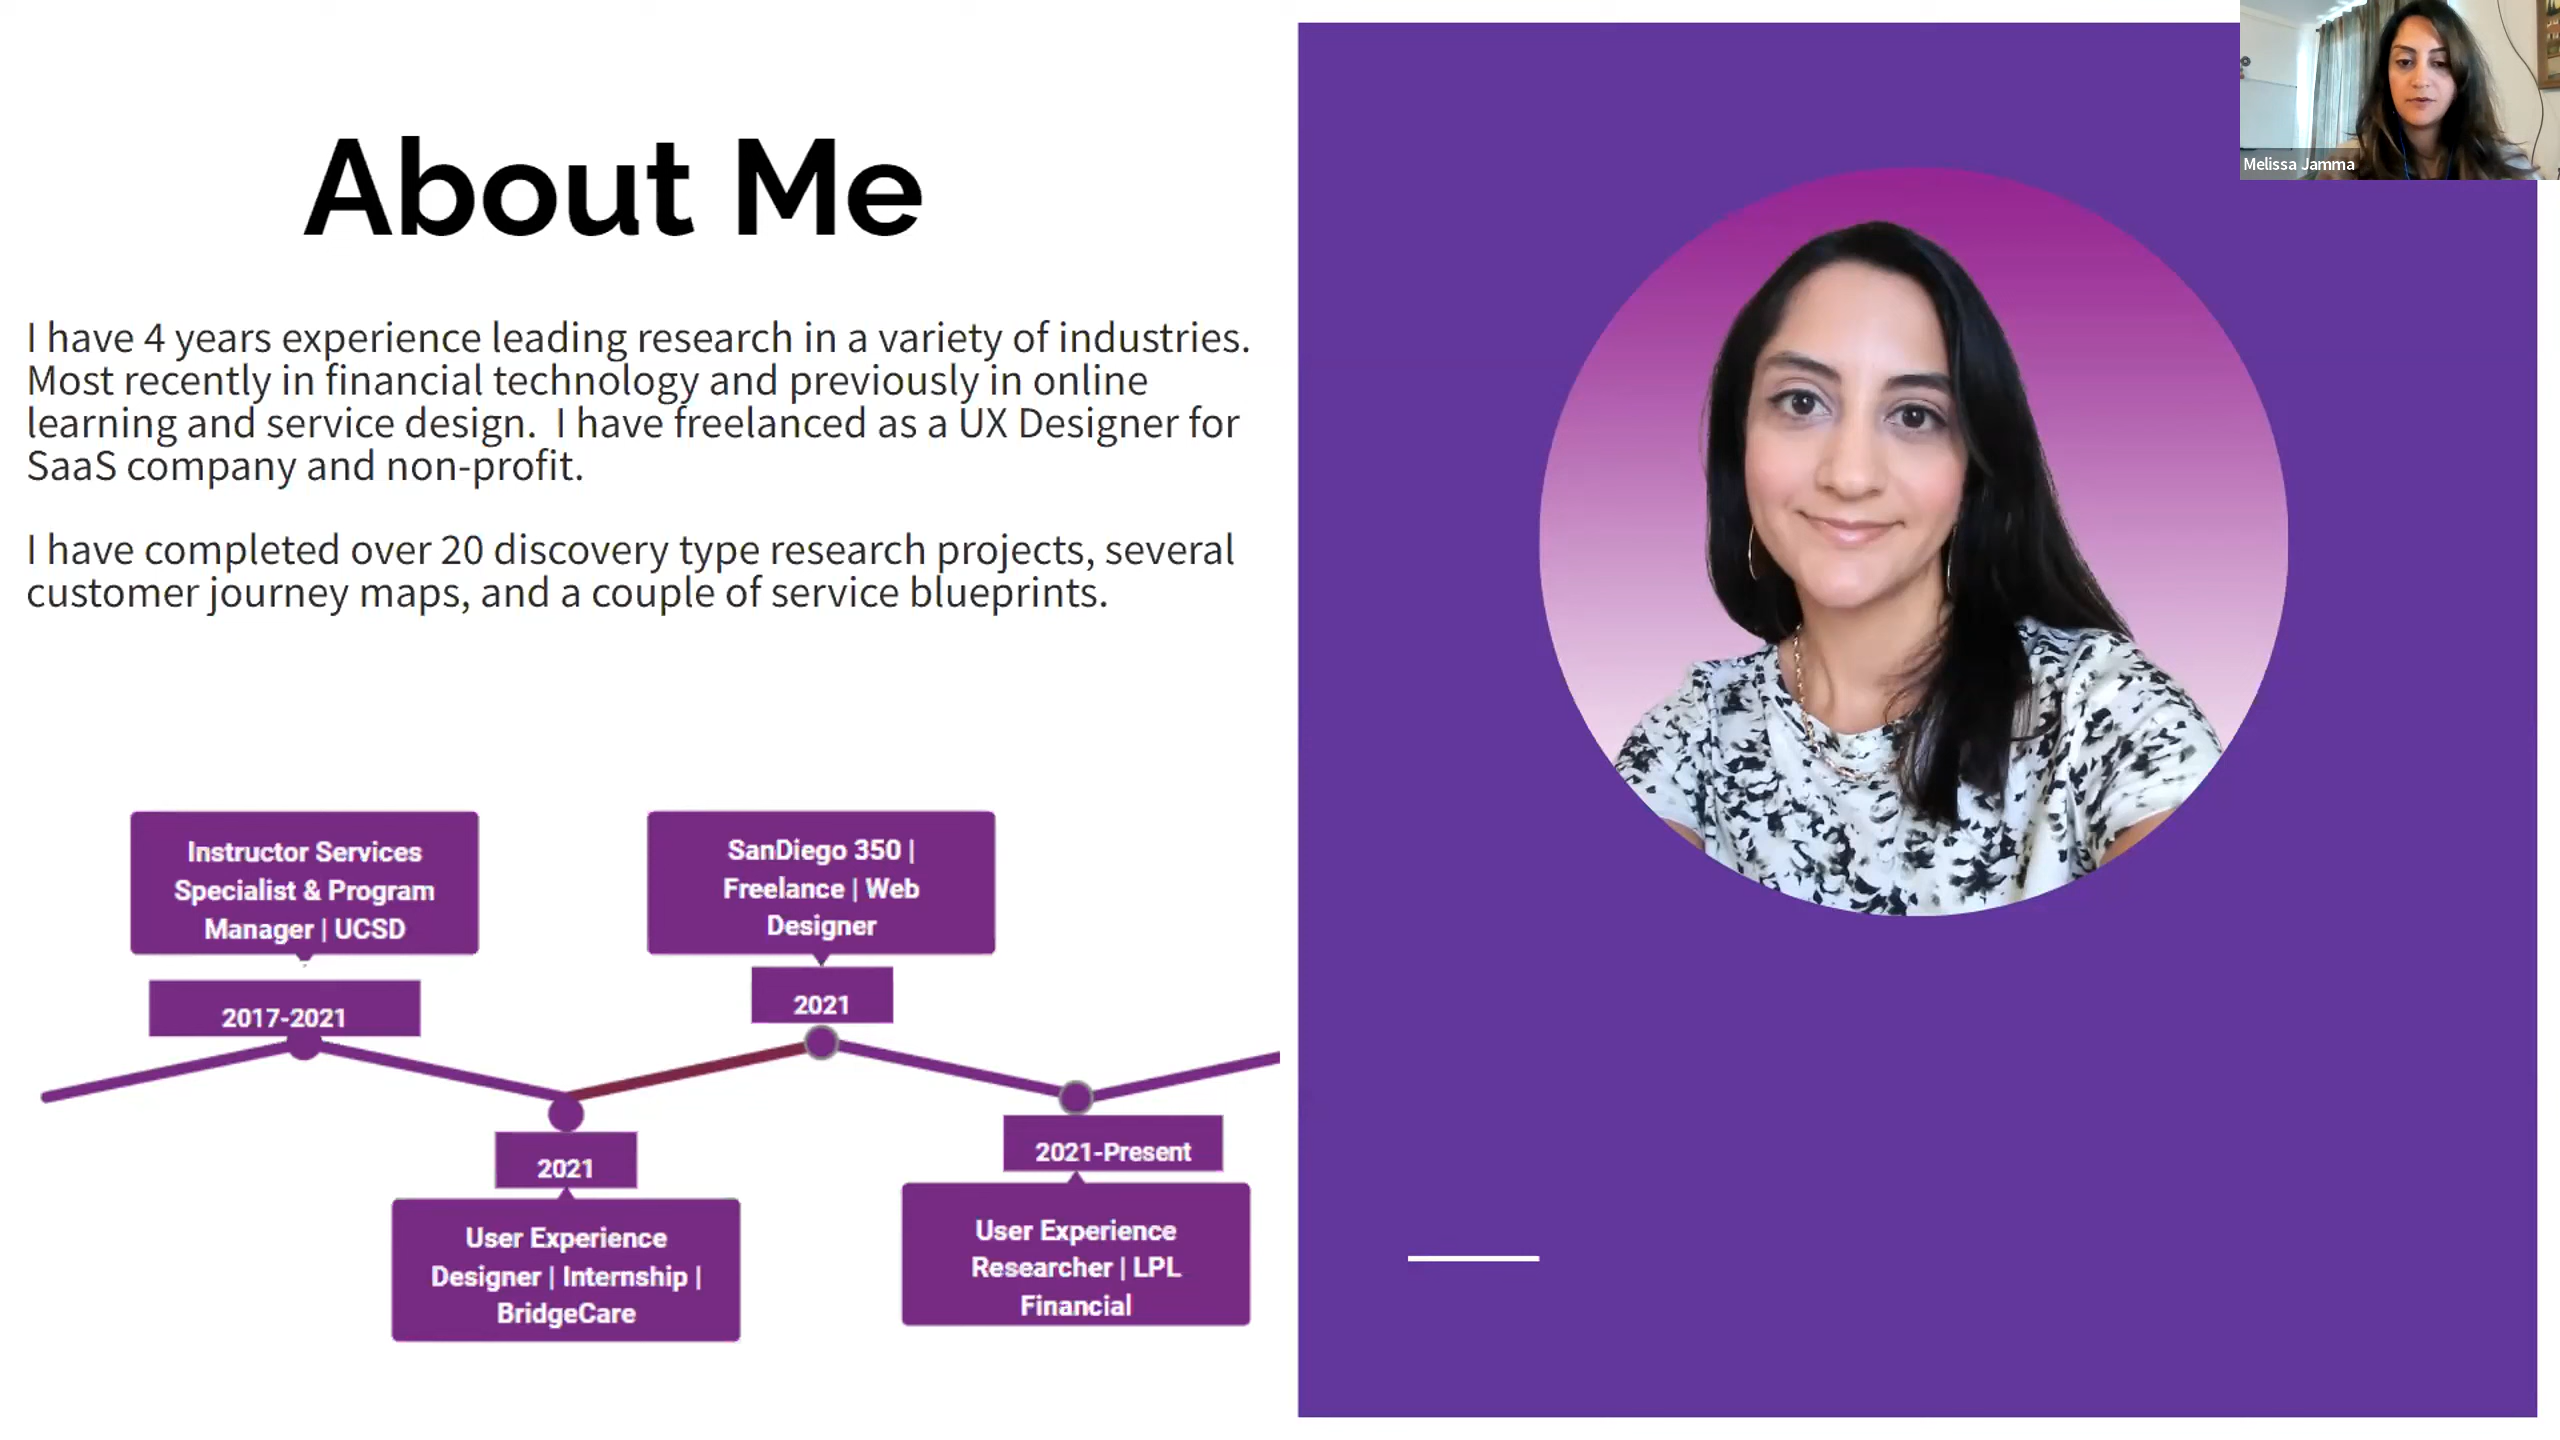 About Me
I have 4 years experience leading research in a variety of industries.
Most recently in financial technology and previously in online
learning and service design.  I have freelanced as a UX Designer for
SaaS company and non-profit.
I have completed over 20 discovery type research projects, several
customer journey maps, and a couple of service blueprints.
Instructor Services
Specialist & Program
Manager | UCSD
2017-2021
User Experience
Designer | Internship |
BridgeCare
2021
SanDiego 350 |
Freelance | Web
Designer
2021
2021-Present
User Experience
Researcher | LPL
Financial
Melissa Jamma